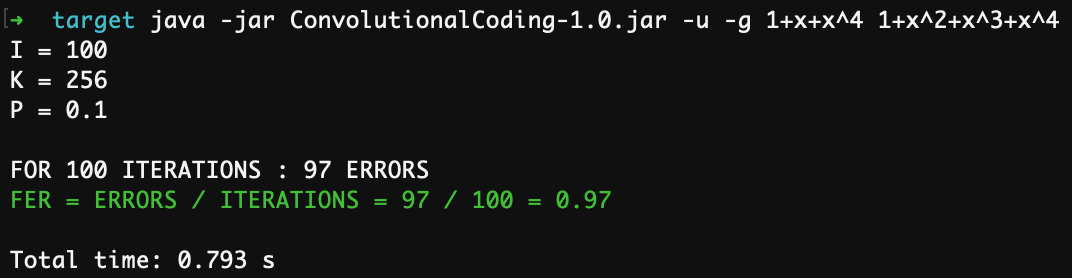 [➜ target java -jar ConvolutionalCoding-1.0.jar -u -g 1+x+x^4 1+x^2+x^3+x^4
I = 100
K = 256
P = 0.1
FOR 100 ITERATIONS : 97 ERRORS
FER = ERRORS / ITERATIONS = 97 / 100 = 0.97
Total time: 0.793 s